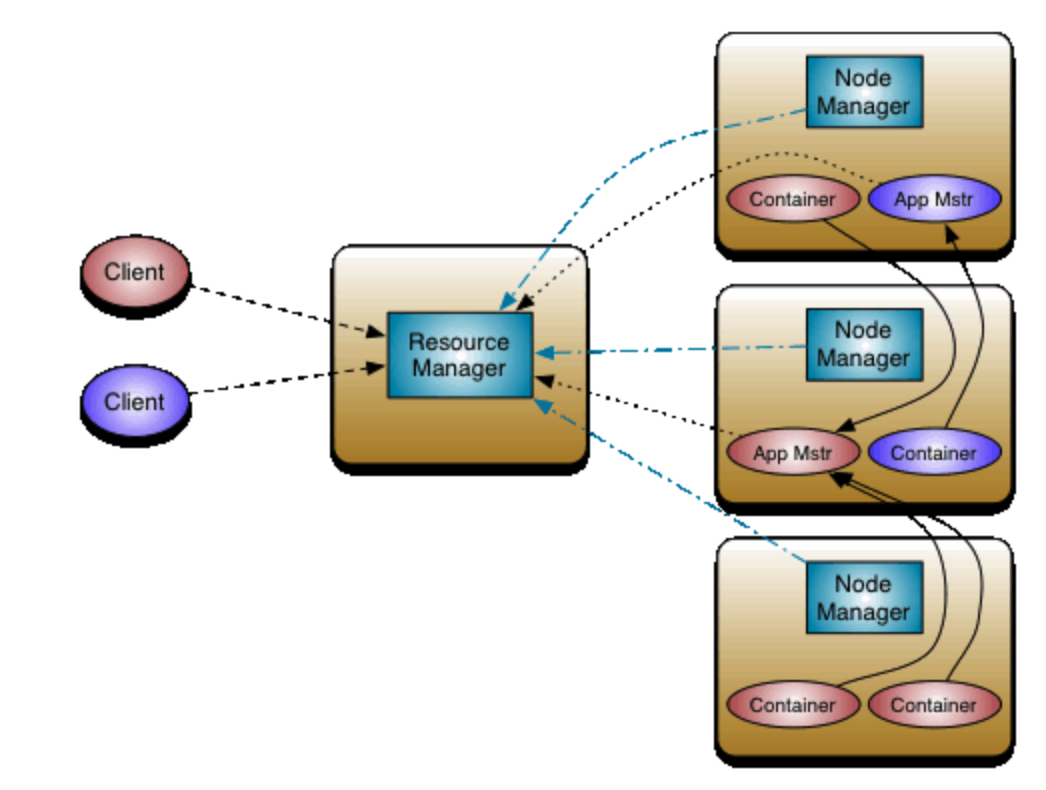 Client
Client
Resource
Manager
Node
Manager
Container
App Mstr
Node
Manager
App Mstr
Container
Node
Manager
Container
Container